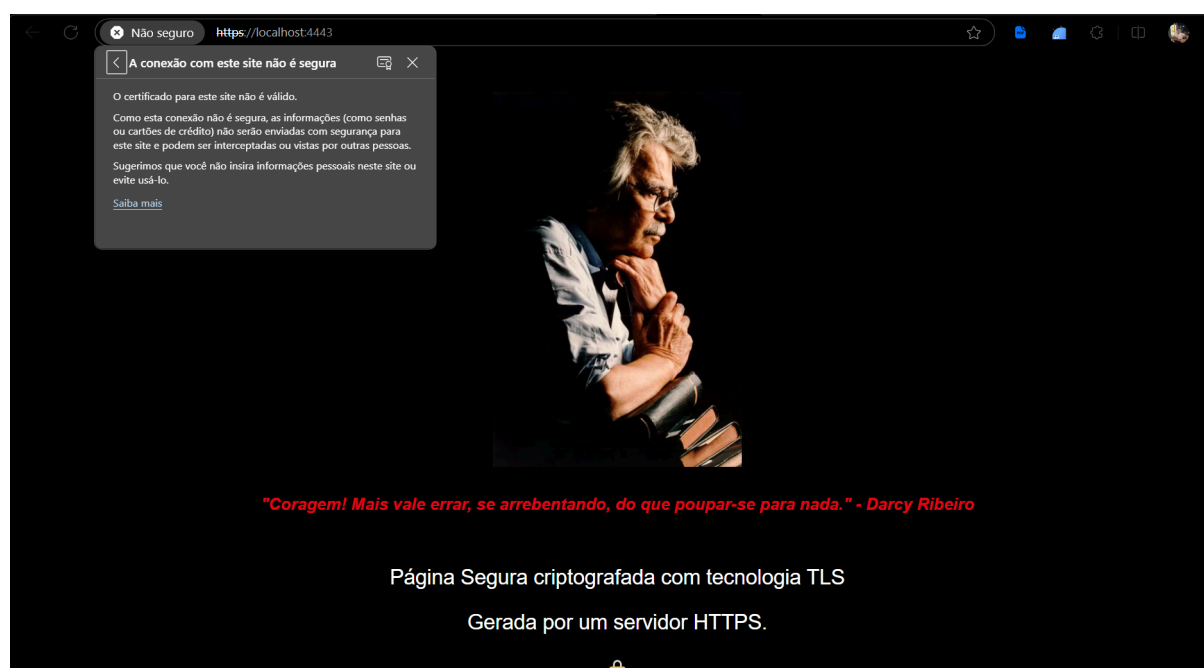 Não seguro https://localhost:4443
A conexão com este site não é segura
O certificado para este site não é válido.
Como esta conexão não é segura, as informações (como senhas
ou cartões de crédito) não serão enviadas com segurança para
este site e podem ser interceptadas ou vistas por outras pessoas.
Sugerimos que você não insira informações pessoais neste site ou
evite usá-lo.
Saiba mais
"Coragem! Mais vale errar, se arrebentando, do que poupar-se para nada." - Darcy Ribeiro
Página Segura criptografada com tecnologia TLS
Gerada por um servidor HTTPS.